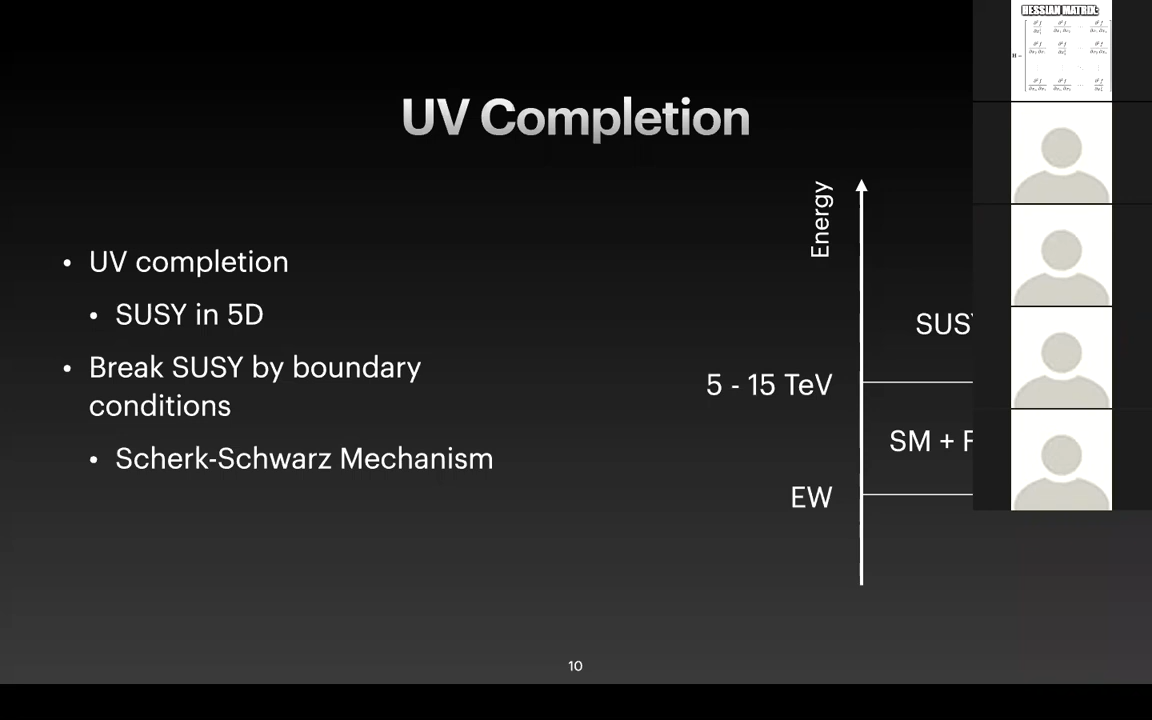 HESSIAN MATRIX:
UV Completion
Energy
• UV completion
• SUSY in 5D
• Break SUSY by boundary
conditions
• Scherk-Schwarz Mechanism
SUSY
5 - 15 TeV
SM +
EW
10